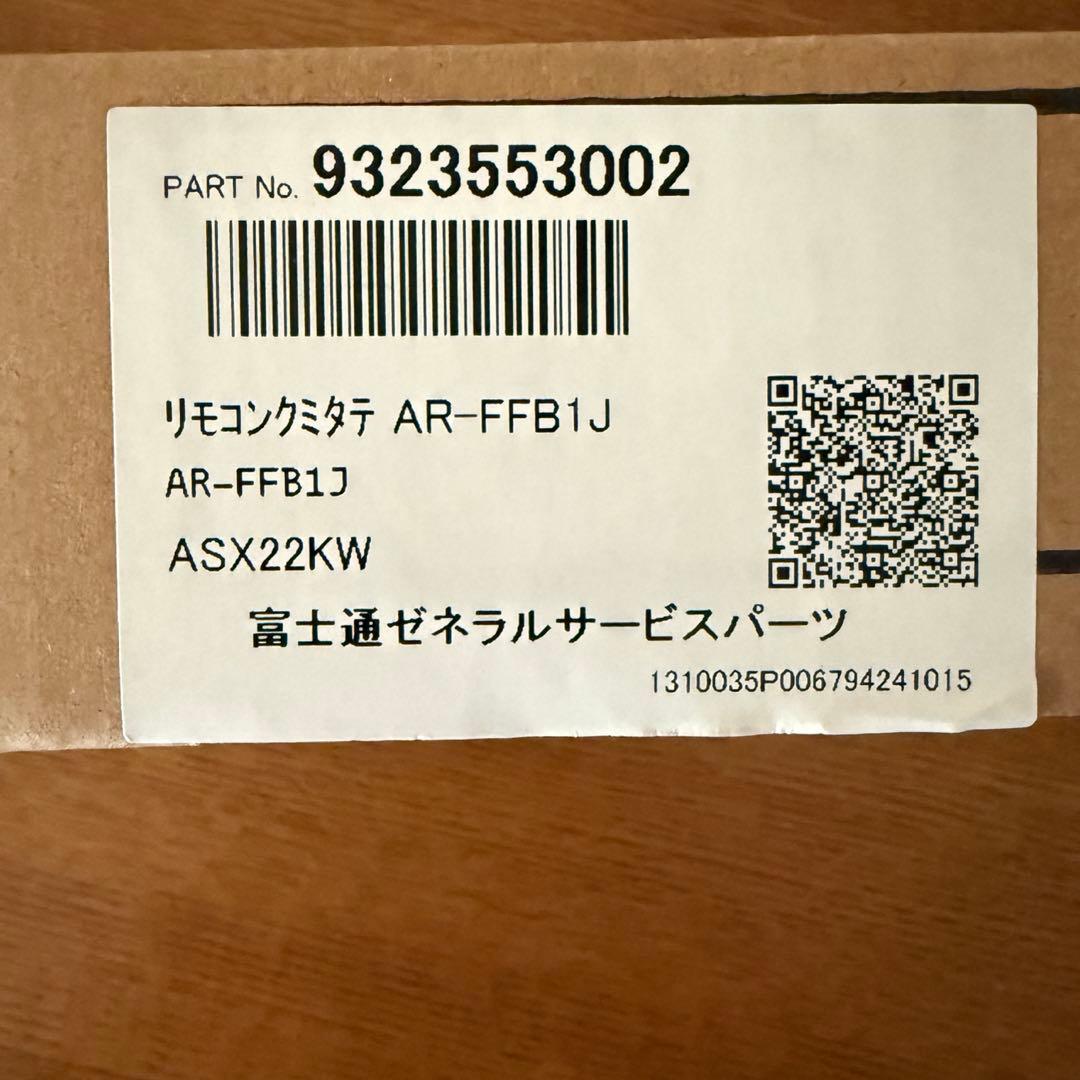 PART No. 9323553002
ﾘﾓｺﾝｸﾐﾀﾃ AR-FFB1J
AR-FFB1J
ASX22KW
富士通ゼネラルサービスパーツ
1310035P006794241015